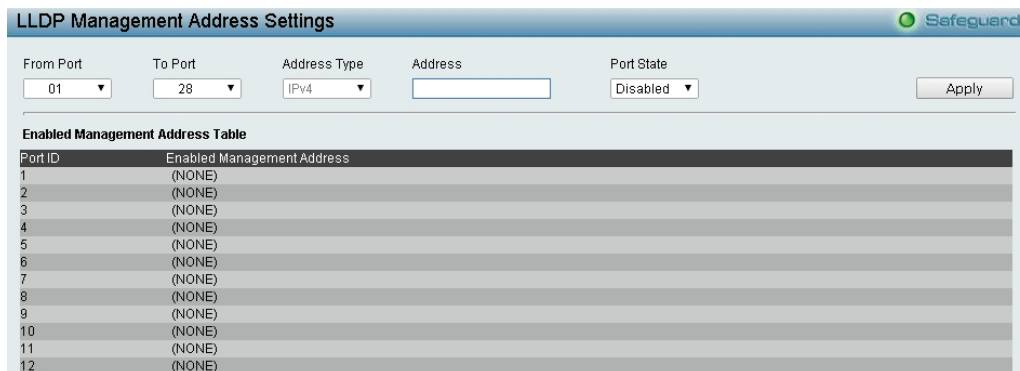 LLDP Management Address Settings
Safeguard
From Port To Port Address Type Address Port State
01 28 IPv4 Disabled Apply
Enabled Management Address Table
Port ID Enabled Management Address
1 (NONE)
2 (NONE)
3 (NONE)
4 (NONE)
5 (NONE)
6 (NONE)
7 (NONE)
8 (NONE)
9 (NONE)
10 (NONE)
11 (NONE)
12 (NONE)